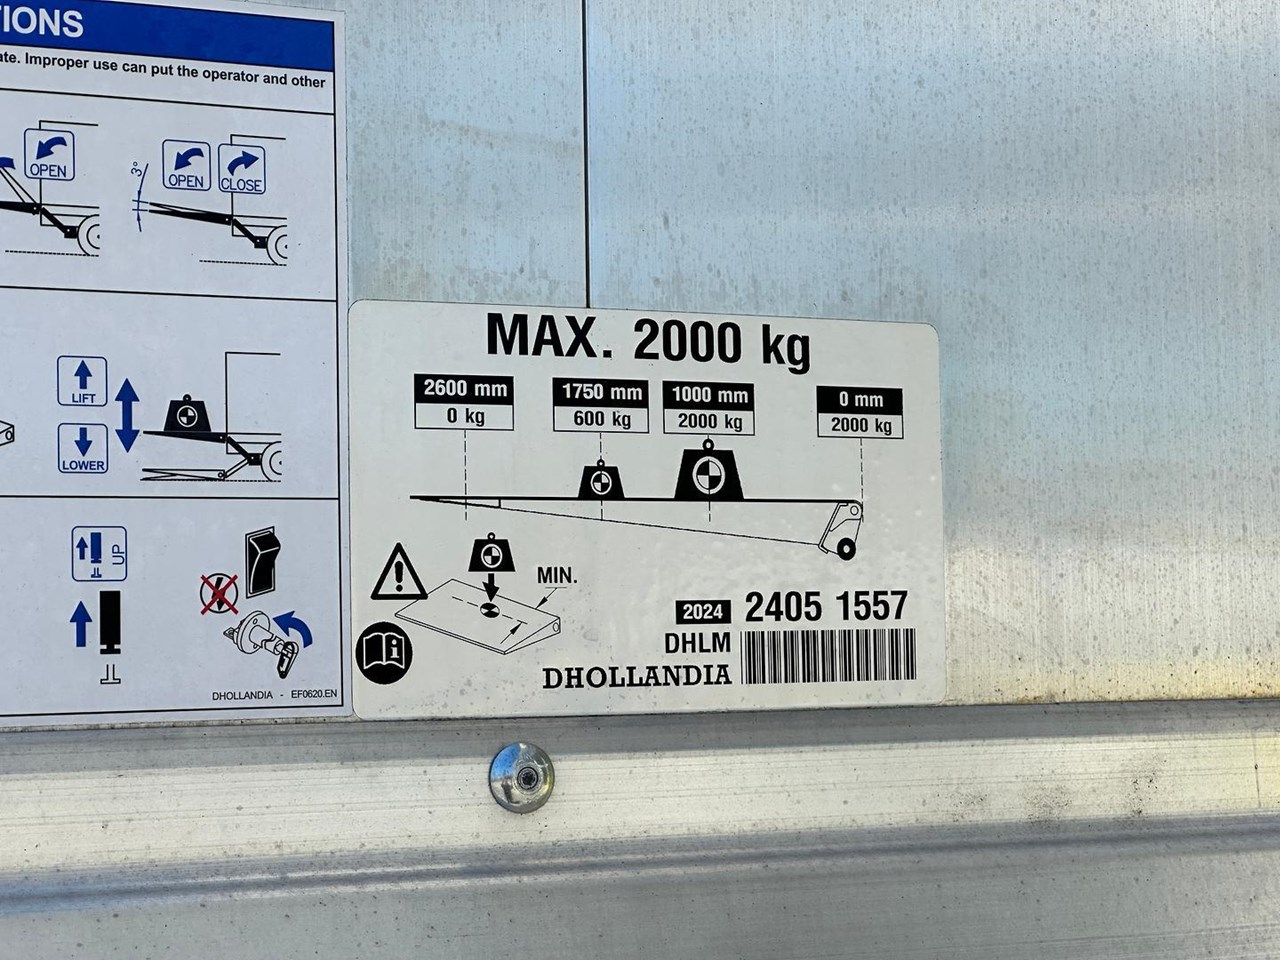 IONS
ate. Improper use can put the operator and other
OPEN
OPEN
CLOSE
3°
LIFT
LOWER
UP
DHOLLANDIA - EF0620.EN
MAX. 2000 kg
2600 mm
0 kg
1750 mm
600 kg
1000 mm
2000 kg
0 mm
2000 kg
MIN.
2024 2405 1557
DHLM
DHOLLANDIA